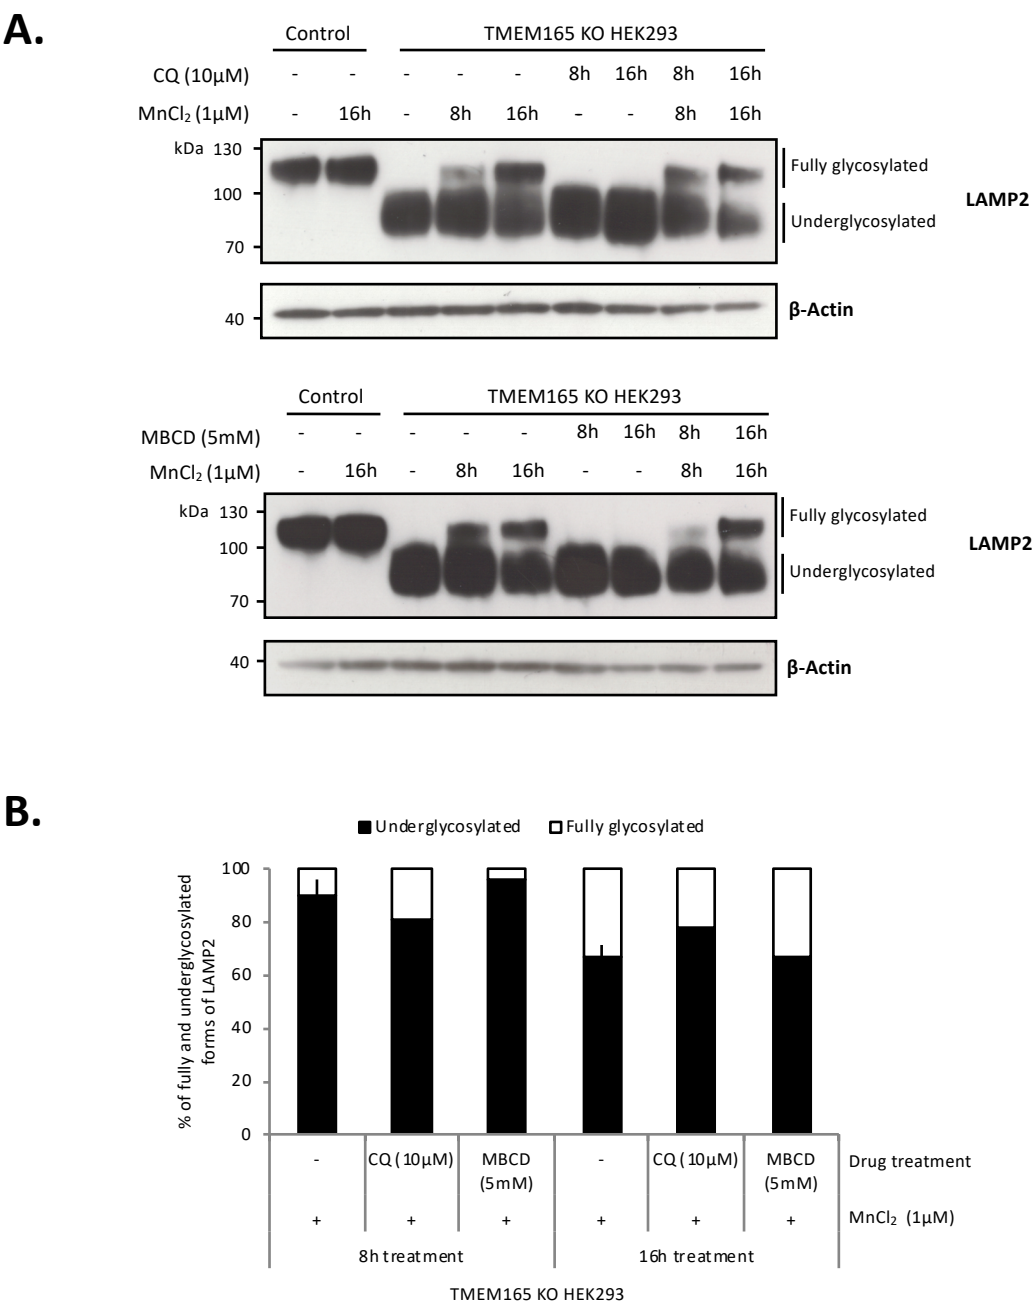 A.
Control TMEM165 KO HEK293
CQ (10µM) - - - - - 8h 16h 8h 16h
MnCl₂ (1µM) - 16h - 8h 16h - - 8h 16h
kDa 130
100
70
Fully glycosylated
Underglycosylated
LAMP2
40
β-Actin
Control TMEM165 KO HEK293
MBCD (5mM) - - - - - 8h 16h 8h 16h
MnCl₂ (1µM) - 16h - 8h 16h - - 8h 16h
kDa 130
100
70
Fully glycosylated
Underglycosylated
LAMP2
40
β-Actin
B.
Underglycosylated Fully glycosylated
% of fully and underglycosylated
forms of LAMP2
100
80
60
40
20
0
- CQ (10µM) MBCD (5mM) - CQ (10µM) MBCD (5mM) Drug treatment
+ + + + + + MnCl₂ (1µM)
8h treatment 16h treatment
TMEM165 KO HEK293